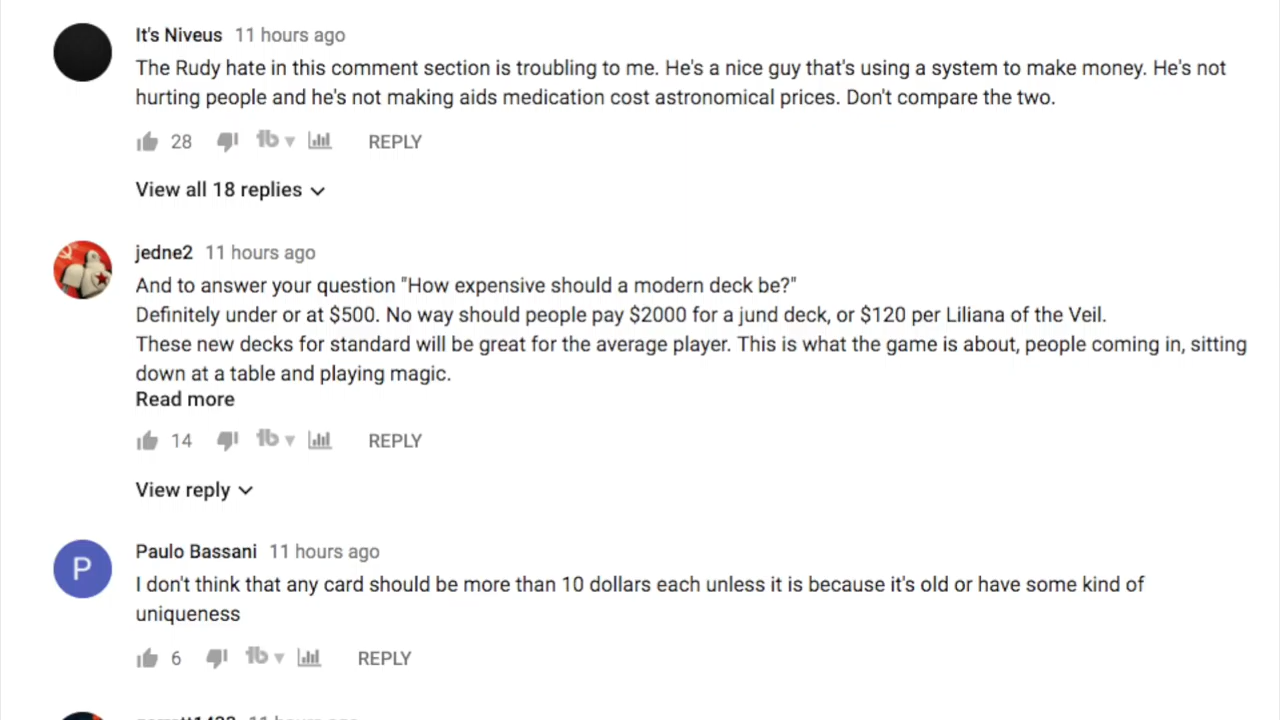 It's Niveus 11 hours ago
The Rudy hate in this comment section is troubling to me. He's a nice guy that's using a system to make money. He's not
hurting people and he's not making aids medication cost astronomical prices. Don't compare the two.
28 REPLY
View all 18 replies
jedne2 11 hours ago
And to answer your question "How expensive should a modern deck be?"
Definitely under or at $500. No way should people pay $2000 for a jund deck, or $120 per Liliana of the Veil.
These new decks for standard will be great for the average player. This is what the game is about, people coming in, sitting
down at a table and playing magic.
Read more
14 REPLY
View reply
P
Paulo Bassani 11 hours ago
I don't think that any card should be more than 10 dollars each unless it is because it's old or have some kind of
uniqueness
6 REPLY
11 hours ago